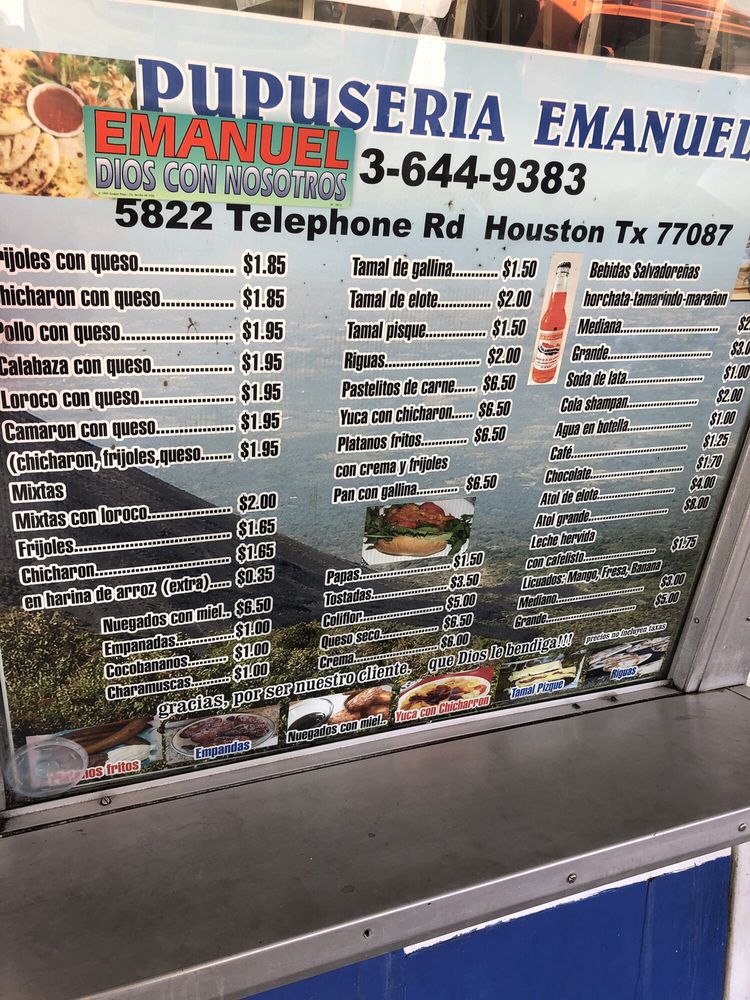 PUPUSERIA EMANUEL
EMANUEL
DIOS CON NOSOTROS
3-644-9383
5822 Telephone Rd Houston Tx 77087
rijoles con queso.................. $1.85
hicharon con queso............... $1.85
Pollo con queso...................... $1.95
Calabaza con queso............... $1.95
Loroco con queso.................. $1.95
Camaron con queso............... $1.95
(chicharon, frijoles,queso...... $1.95
Mixtas
Mixtas con loroco................. $2.00
Frijoles................................. $1.65
Chicharon............................. $1.65
en harina de arroz (extra)..... $0.35
Nuegados con miel.. $6.50
Empanadas............... $1.00
Cocobananos........... $1.00
Charamuscas........... $1.00
Tamal de gallina........... $1.50
Tamal de elote............. $2.00
Tamal pisque................ $1.50
Riguas......................... $2.00
Pastelitos de carne...... $6.50
Yuca con chicharon..... $6.50
Platanos fritos............ $6.50
con crema y frijoles
Pan con gallina............ $6.50
Papas........................ $1.50
Tostadas................... $3.50
Coliflor..................... $5.00
Queso seco............... $6.50
Crema....................... $6.00
Bebidas Salvadoreñas
horchata-tamarindo-marañon
Mediana........................ $2
Grande.......................... $3.0
Soda de lata.................. $1.00
Cola shampan................ $2.00
Agua en botella............. $1.00
Café.............................. $1.25
Chocolate...................... $1.70
Atol de elote.................. $4.00
Atol grande.................... $8.00
Leche hervida
con cafelisto.................. $1.75
Licuados: Mango, Fresa, Banana
Mediano........................ $3.00
Grande.......................... $5.00
precios no incluyen taxas
gracias, por ser nuestro cliente, que Dios le bendiga!!!
nos fritos
Empandas
Nuegados con miel..
Yuca con Chicharron
Tamal Pizque
Riguas